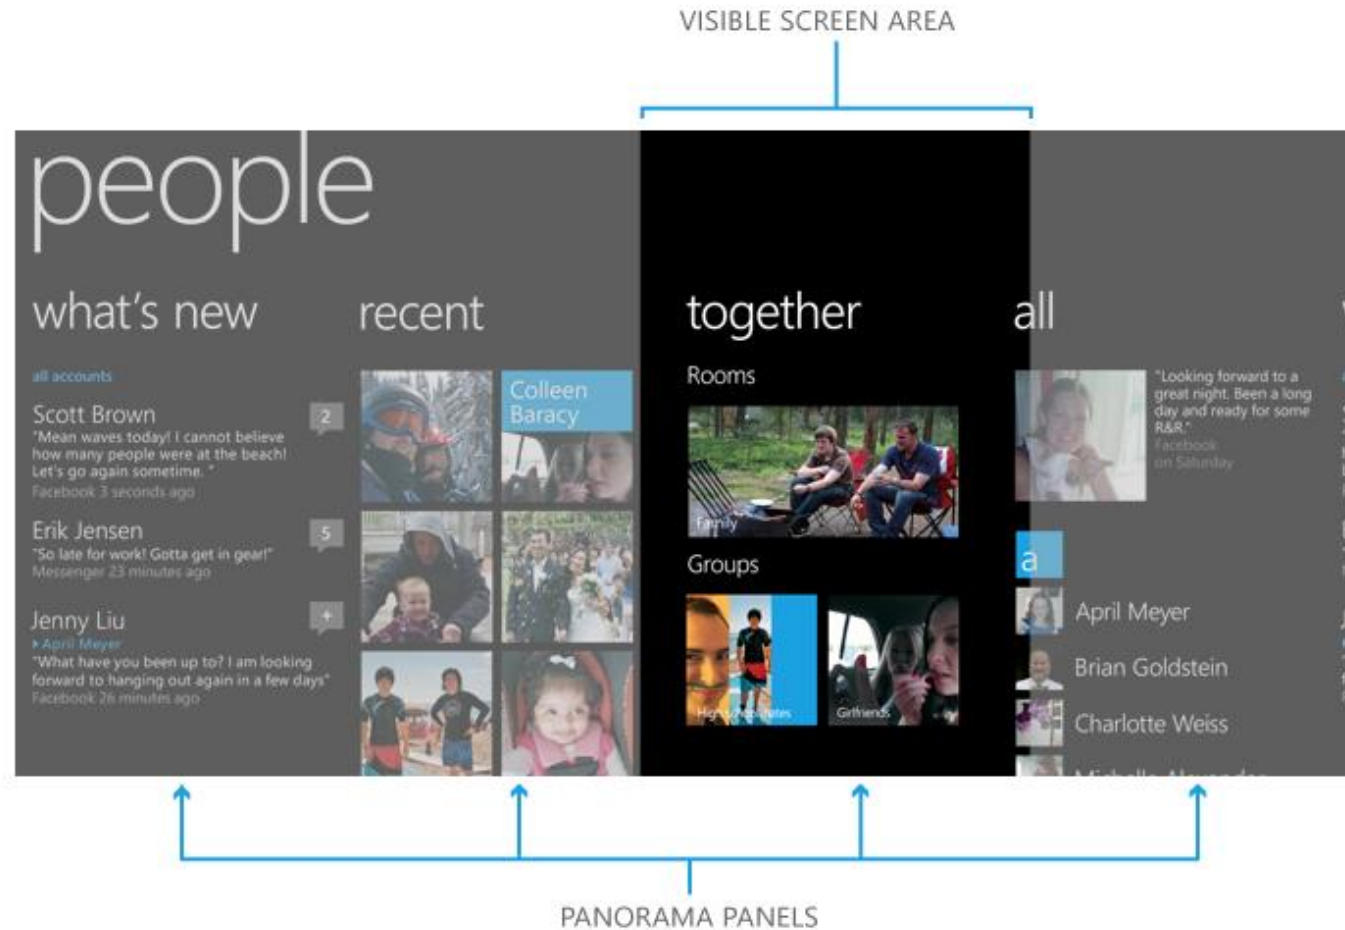 VISIBLE SCREEN AREA
people
what's new
all accounts
Scott Brown
2
"Mean waves today! I cannot believe
how many people were at the beach!
Let's go again sometime. "
Facebook 3 seconds ago
Erik Jensen
5
"So late for work! Gotta get in gear!"
Messenger 23 minutes ago
Jenny Liu
+
April Meyer
"What have you been up to? I am looking
forward to hanging out again in a few days"
Facebook 26 minutes ago
recent
Colleen
Baracy
together
Rooms
Family
Groups
Girlfriends
all
"Looking forward to a
great night. Been a long
day and ready for some
R&R."
Facebook
on Saturday
a
April Meyer
Brian Goldstein
Charlotte Weiss
PANORAMA PANELS